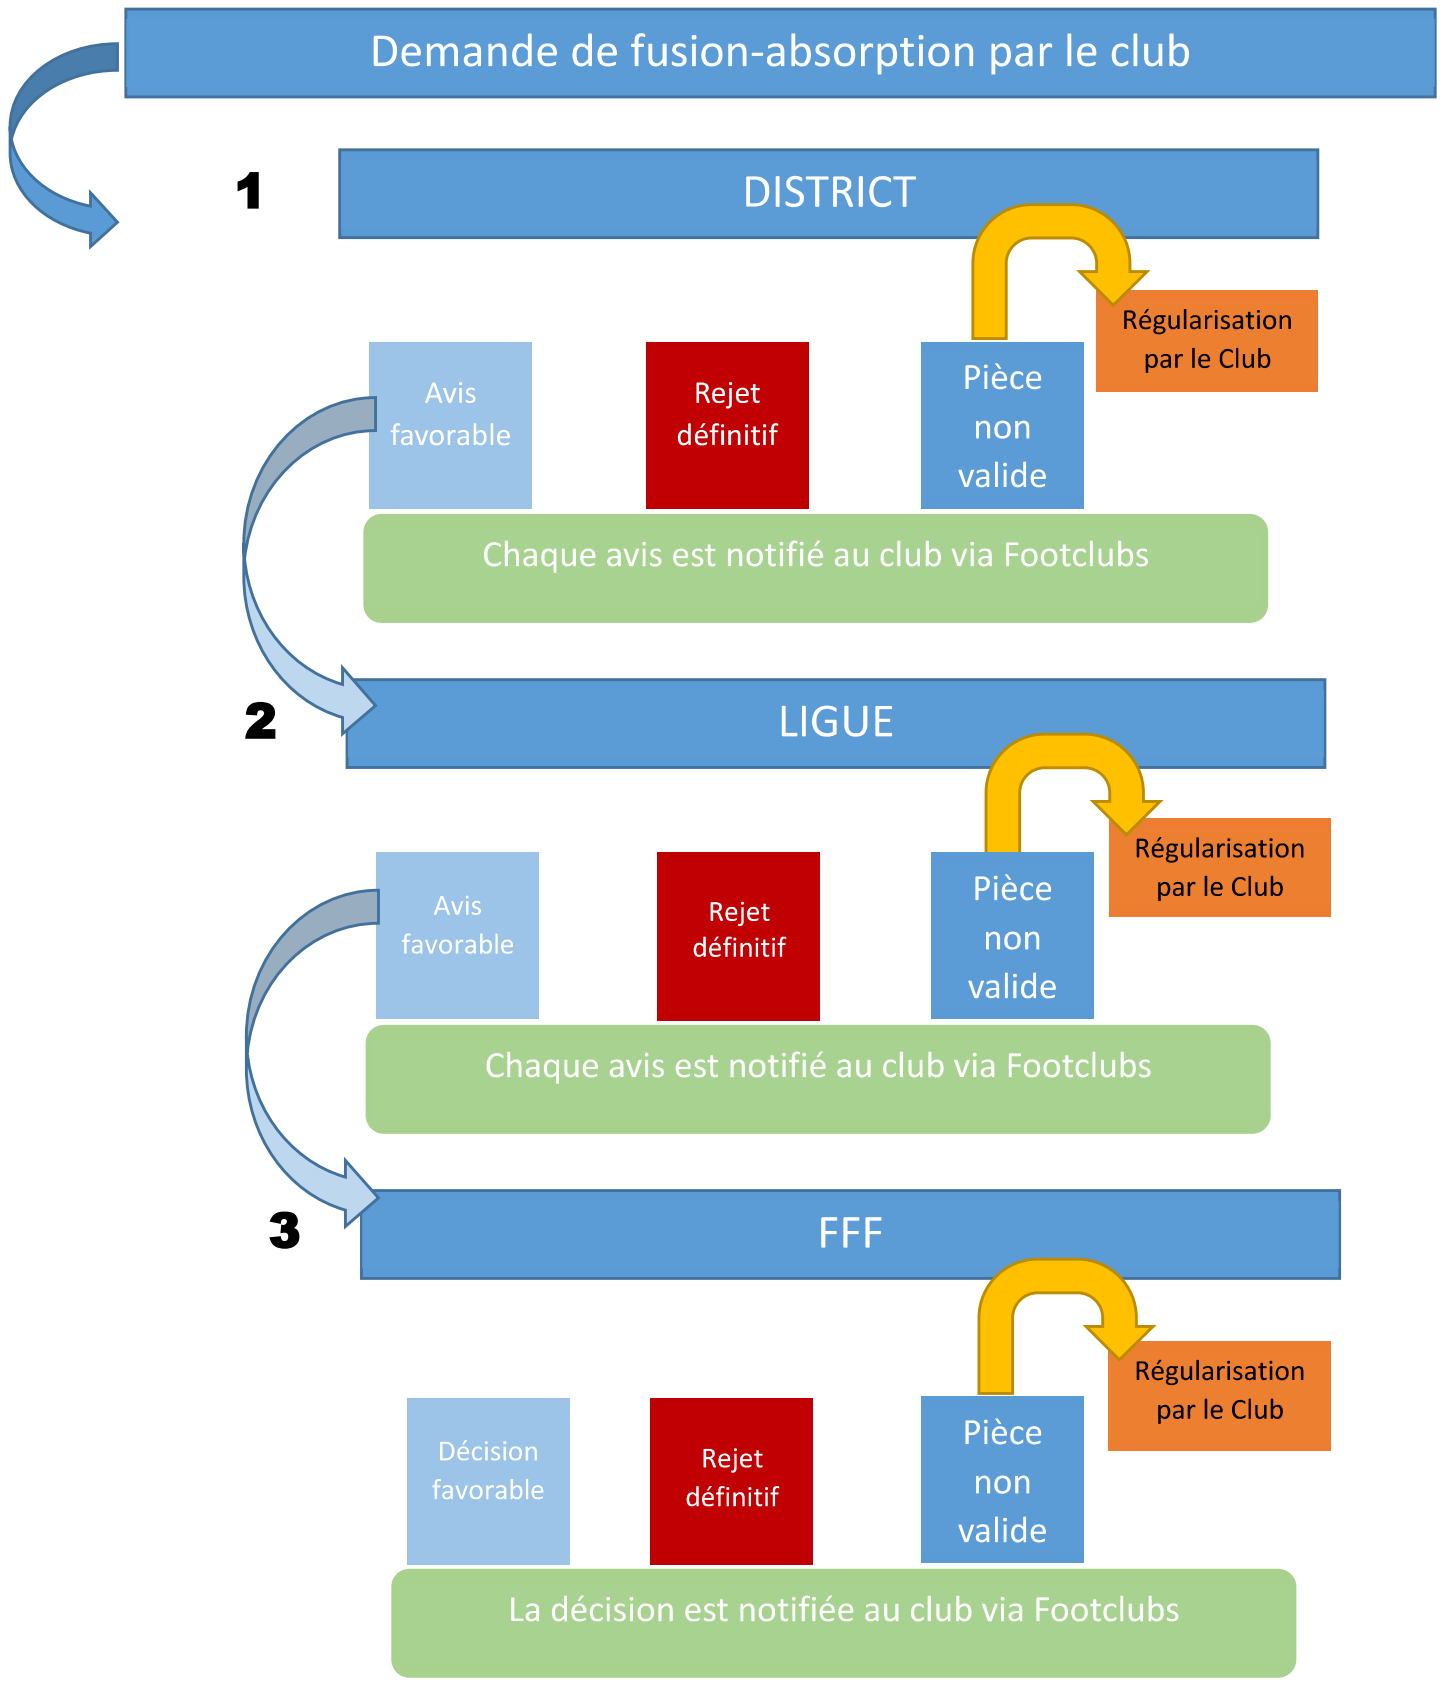 Demande de fusion-absorption par le club
1
DISTRICT
Régularisation
par le Club
Avis
favorable
Rejet
définitif
Pièce
non
valide
Chaque avis est notifié au club via Footclubs
2
LIGUE
Régularisation
par le Club
Avis
favorable
Rejet
définitif
Pièce
non
valide
Chaque avis est notifié au club via Footclubs
3
FFF
Régularisation
par le Club
Décision
favorable
Rejet
définitif
Pièce
non
valide
La décision est notifiée au club via Footclubs